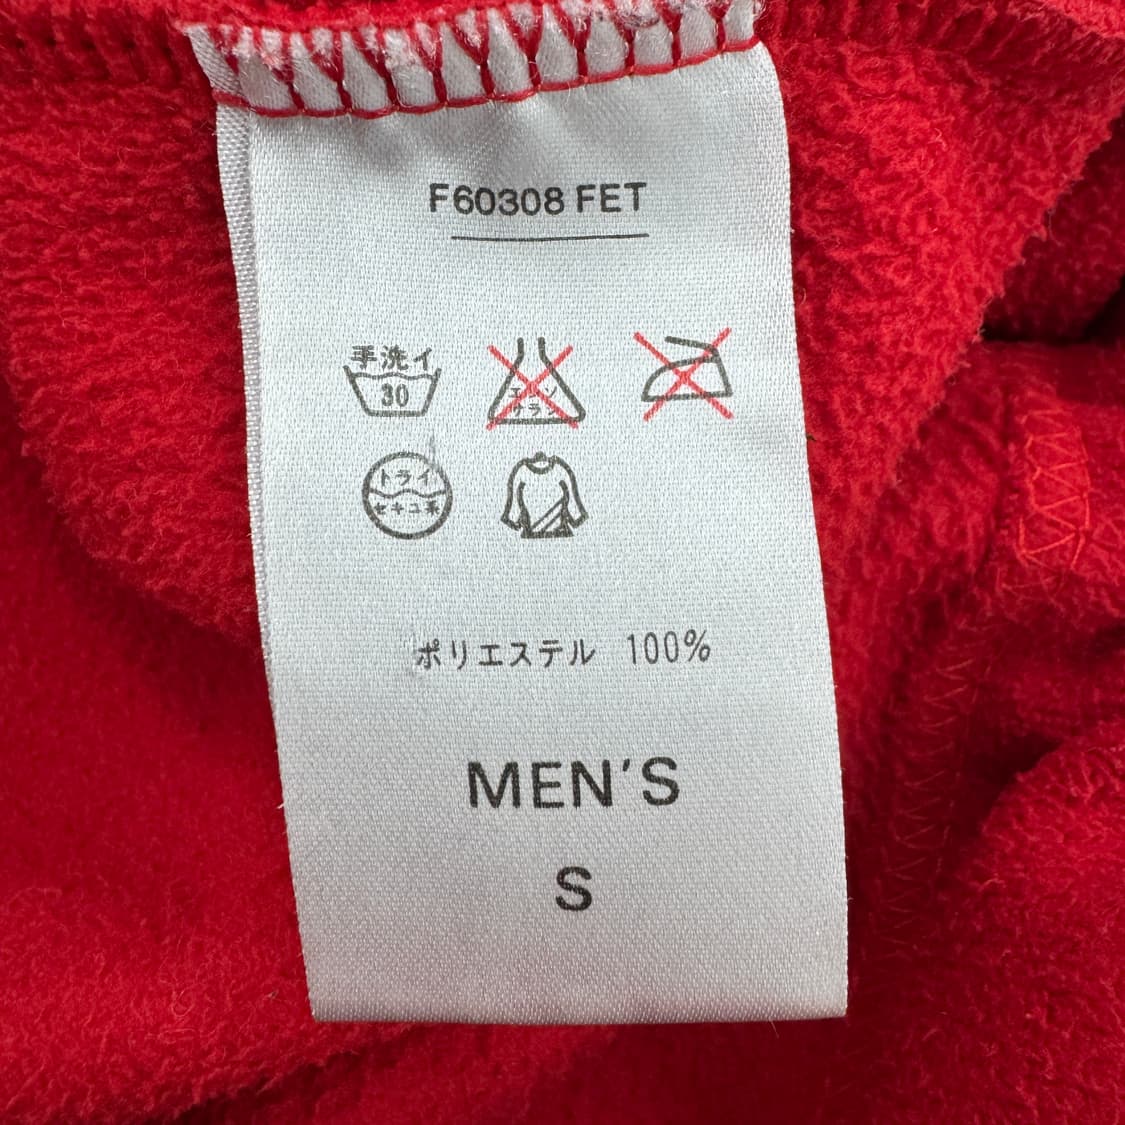 F60308 FET
手洗イ
30
エンソ
サラシ
ドライ
セキユ系
ポリエステル 100%
MEN'S
S